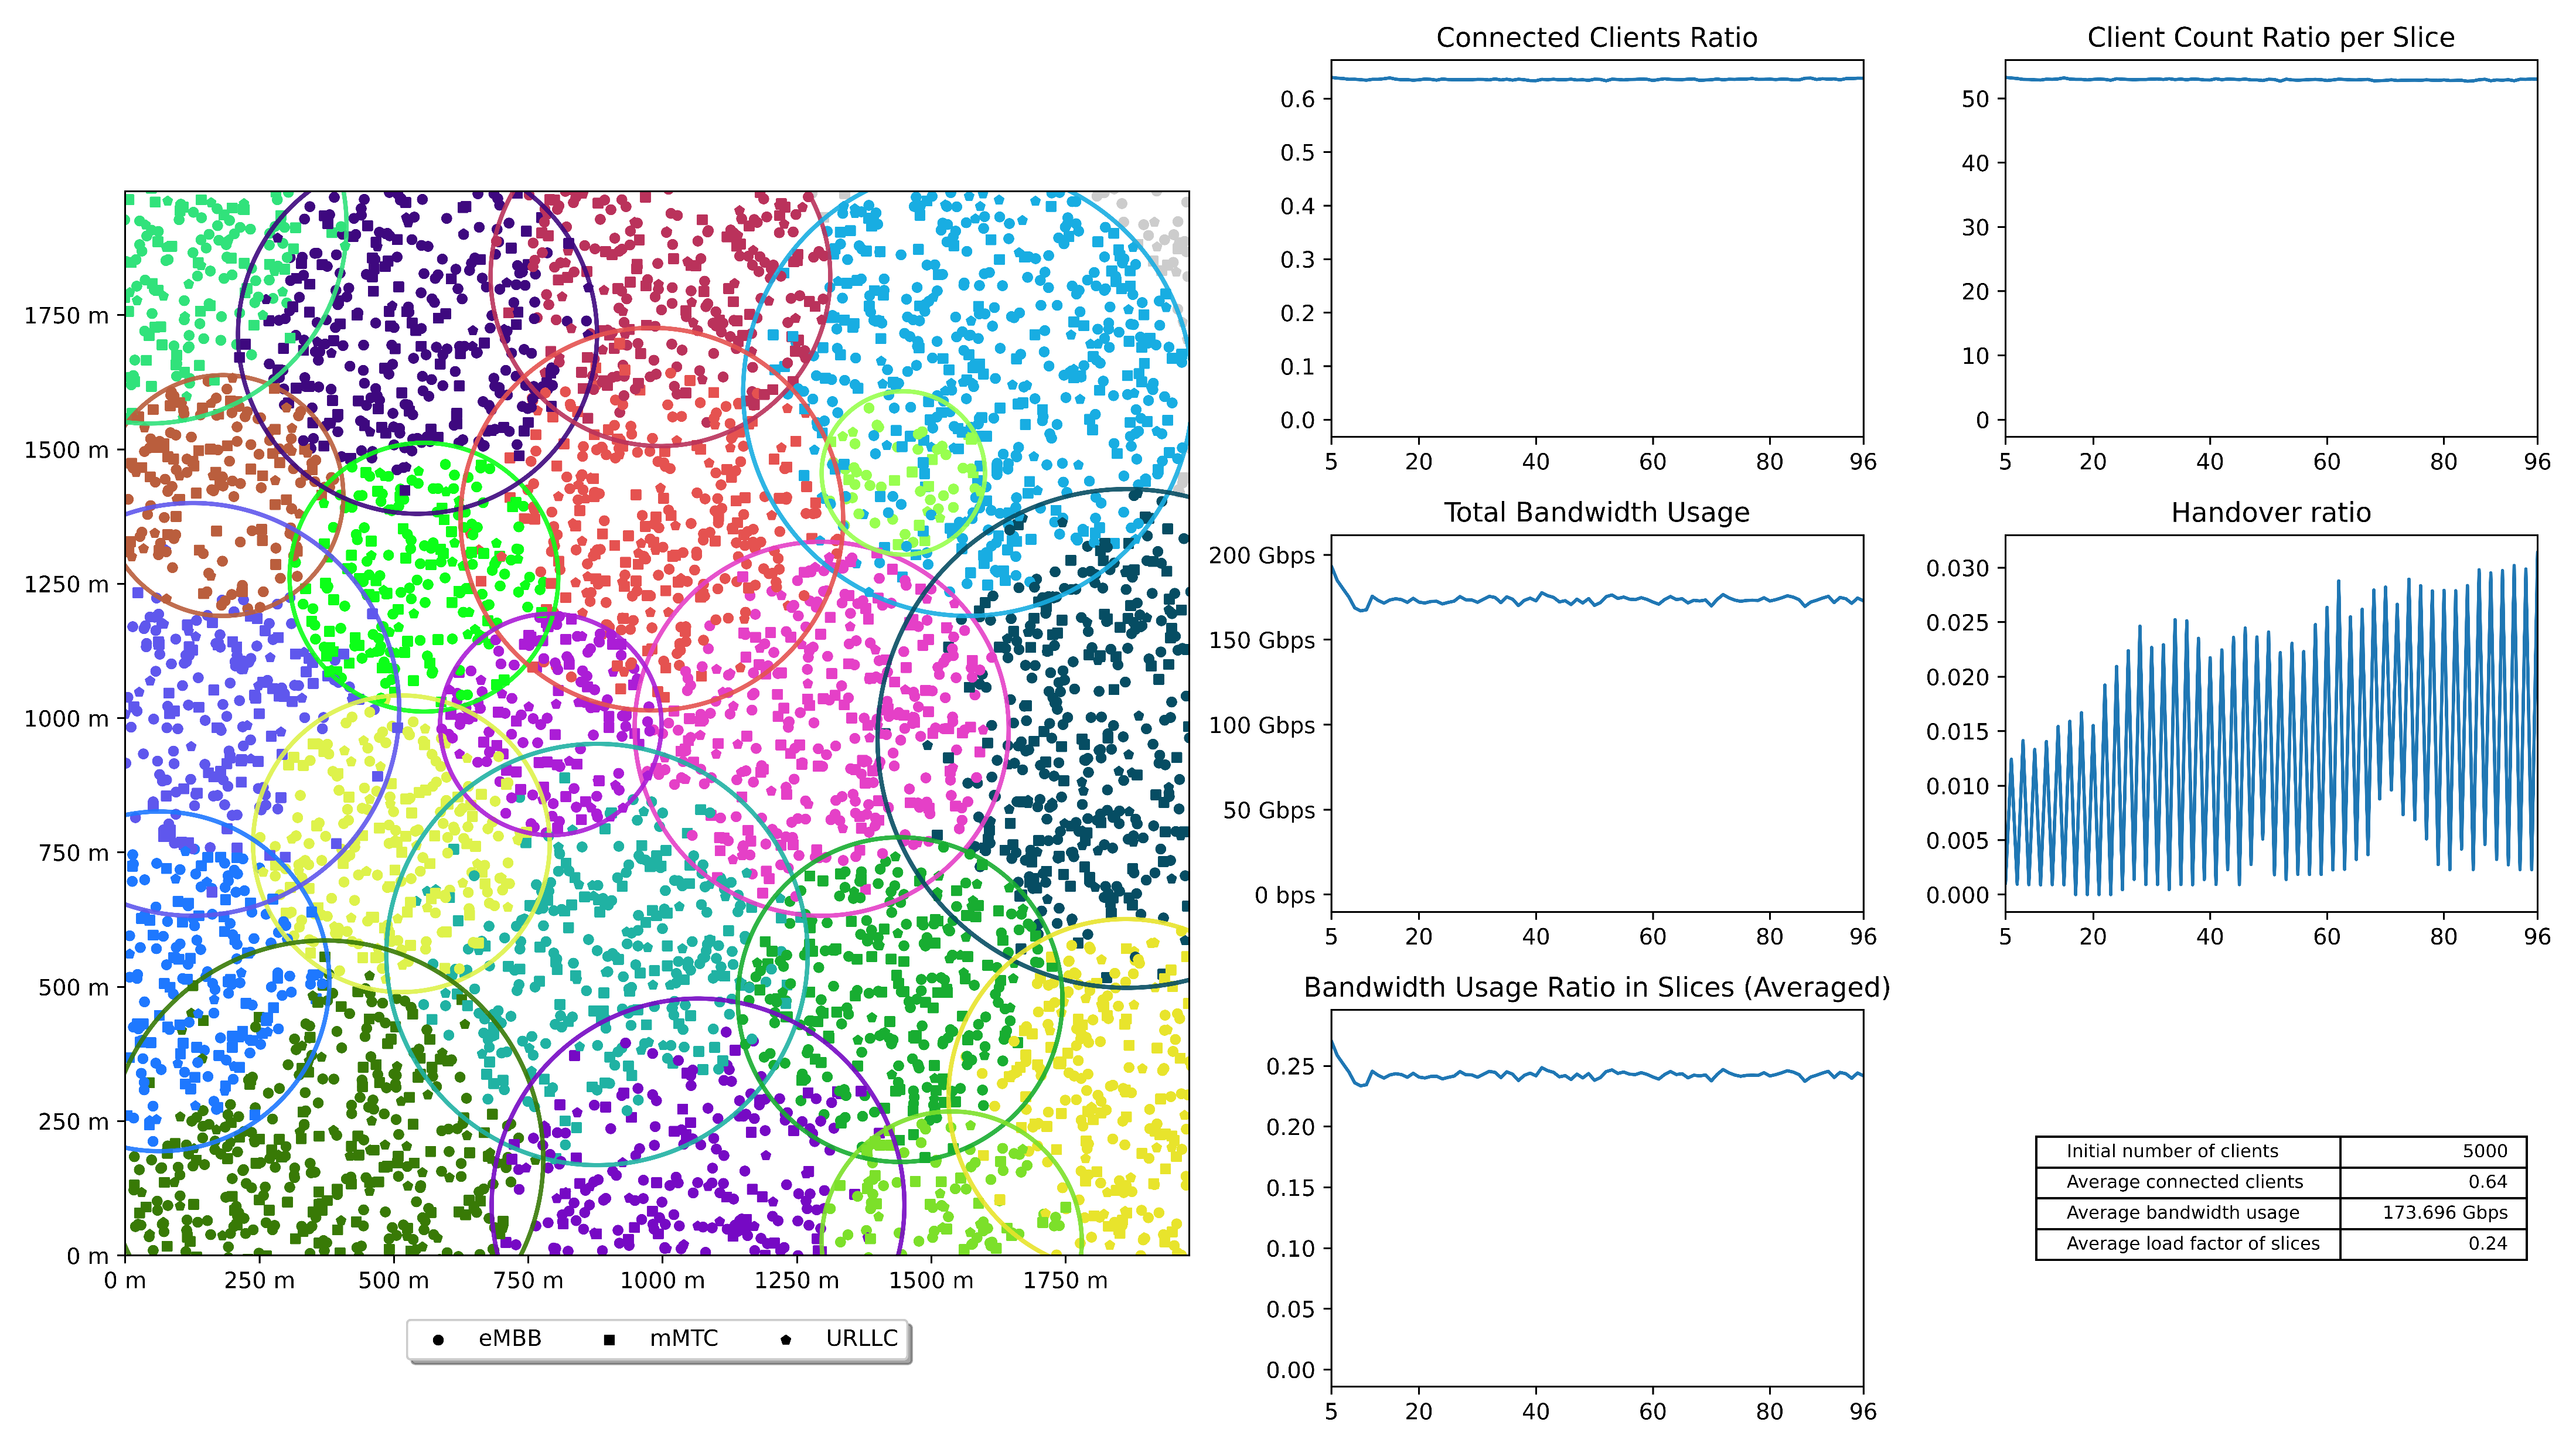 1750 m
1500 m
1250 m
1000 m
750 m
500 m
250 m
0 m
0 m 250 m 500 m 750 m 1000 m 1250 m 1500 m 1750 m
eMBB mMTC URLLC
Connected Clients Ratio
0.6
0.5
0.4
0.3
0.2
0.1
0.0
5 20 40 60 80 96
Client Count Ratio per Slice
50
40
30
20
10
0
5 20 40 60 80 96
Total Bandwidth Usage
200 Gbps
150 Gbps
100 Gbps
50 Gbps
0 bps
5 20 40 60 80 96
Handover ratio
0.030
0.025
0.020
0.015
0.010
0.005
0.000
5 20 40 60 80 96
Bandwidth Usage Ratio in Slices (Averaged)
0.25
0.20
0.15
0.10
0.05
0.00
5 20 40 60 80 96
Initial number of clients 5000
Average connected clients 0.64
Average bandwidth usage 173.696 Gbps
Average load factor of slices 0.24